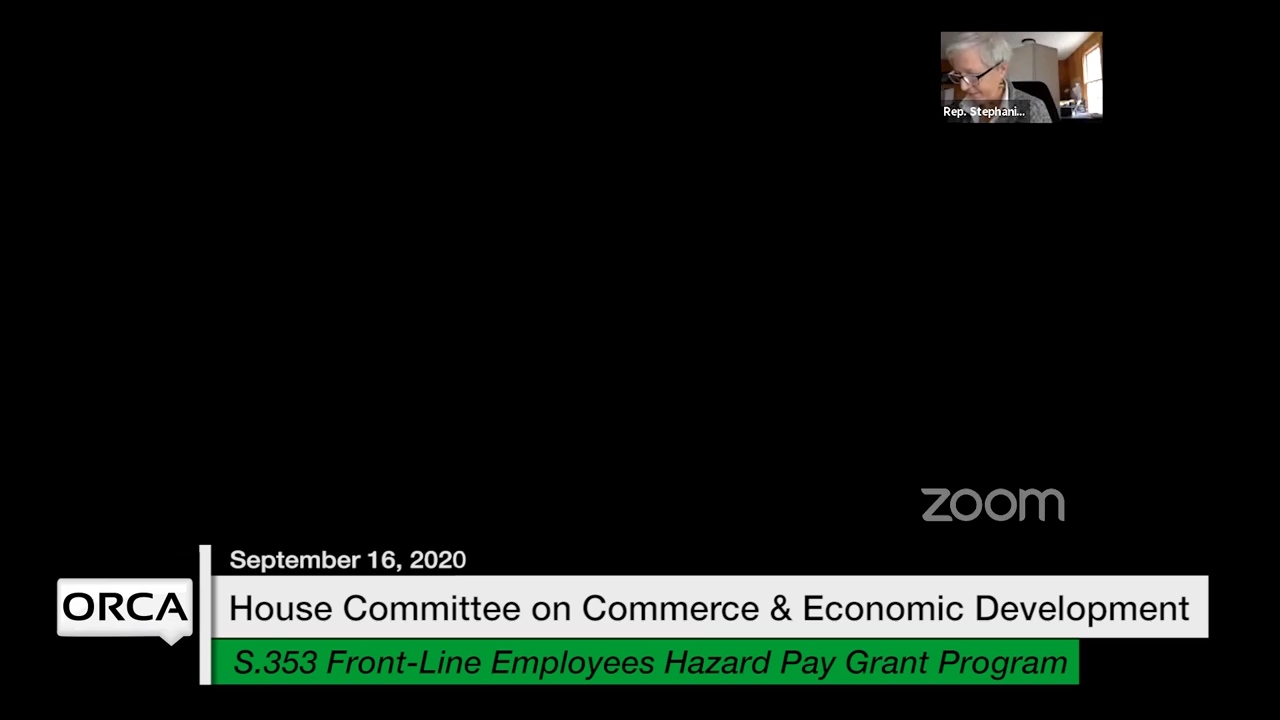 Rep. Stephani...
zoom
September 16, 2020
ORCA
House Committee on Commerce & Economic Development
S.353 Front-Line Employees Hazard Pay Grant Program